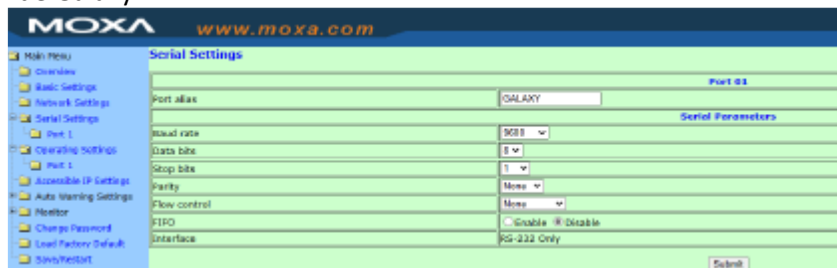 MOXA www.moxa.com
Main Menu
Overview
Basic Settings
Network Settings
Serial Settings
Port 1
Operating Settings
Port 1
Accessible IP Settings
Auto Warning Settings
Monitor
Change Password
Load Factory Default
Save/Restart
Serial Settings
Port 01
Port alias GALAXY
Serial Parameters
Baud rate 9600
Data bits 8
Stop bits 1
Parity None
Flow control None
FIFO Enable Disable
Interface RS-232 Only
Submit